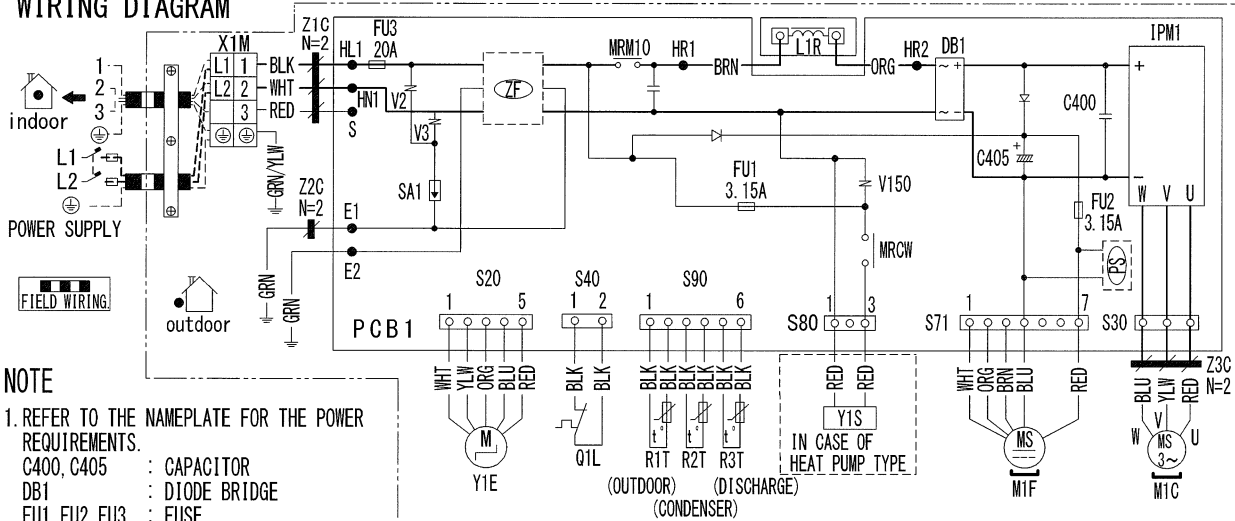 WIRING DIAGRAM
Z1C
N=2
FU3
20A
X1M
L1 1 BLK
L2 2 WHT
3 RED
HL1
HN1
S
V2
V3
SA1
ZF
MRM10
HR1
BRN
L1R
ORG
HR2
DB1
~ +
~ −
IPM1
+
−
C400
C405
+
W V U
1
2
3
indoor
L1
L2
POWER SUPPLY
GRN/YLW
Z2C
N=2
E1
E2
GRN
GRN
FIELD WIRING
outdoor
FU1
3.15A
V150
MRCW
FU2
3.15A
PS
PCB1
S20
1 5
S40
1 2
S90
1 6
S80
1 3
S71
1 7
S30
Z3C
N=2
WHT YLW ORG BLU RED
BLK BLK
BLK BLK BLK BLK BLK BLK
RED RED
WHT ORG BRN BLU RED
BLU YLW RED
M
Y1E
Q1L
t° t° t°
R1T R2T R3T
(OUTDOOR) (DISCHARGE)
(CONDENSER)
Y1S
IN CASE OF
HEAT PUMP TYPE
MS
M1F
W V U
MS
3~
M1C
NOTE
1. REFER TO THE NAMEPLATE FOR THE POWER
REQUIREMENTS.
C400, C405 : CAPACITOR
DB1 : DIODE BRIDGE
FU1, FU2, FU3 : FUSE